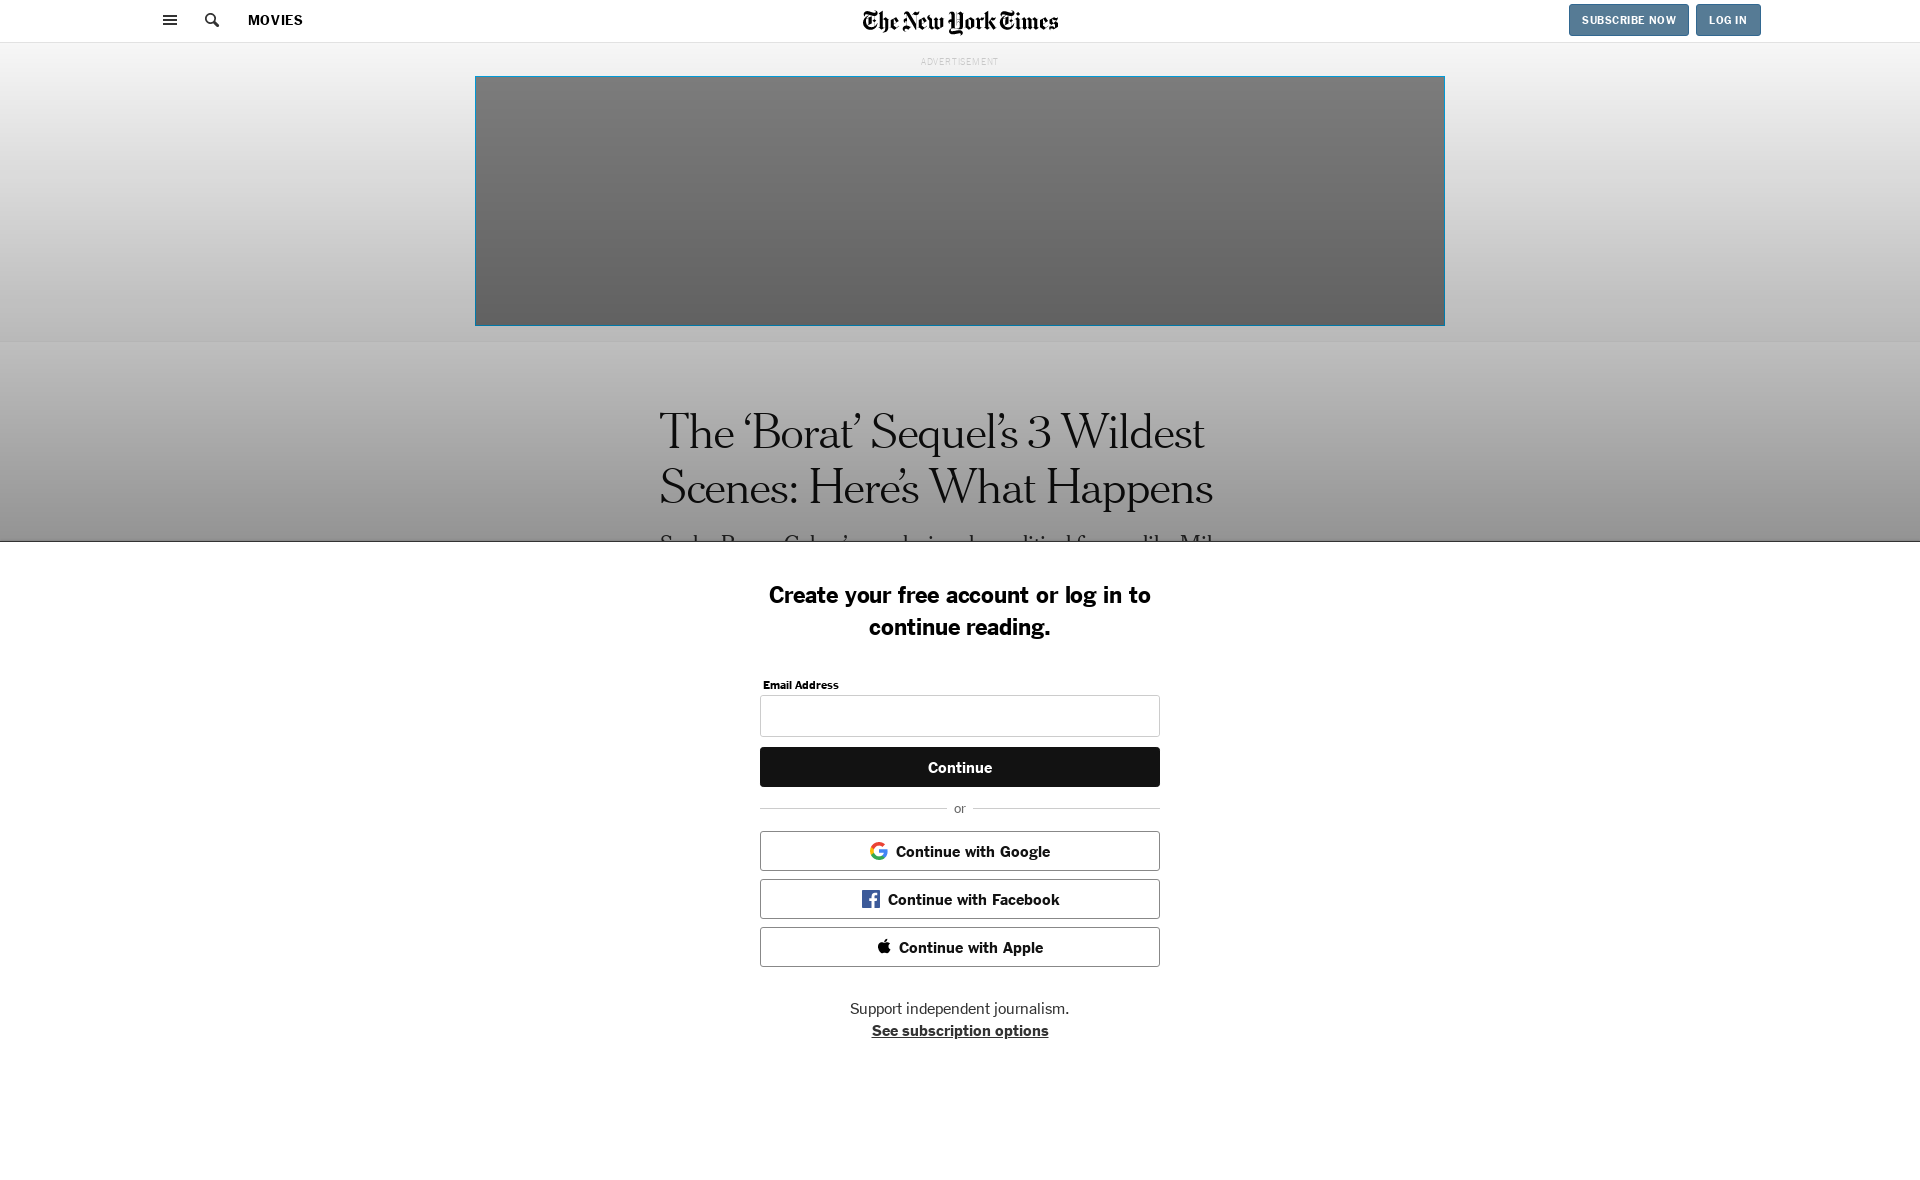 MOVIES
The New York Times
SUBSCRIBE NOW
LOG IN
ADVERTISEMENT
The ‘Borat’ Sequel’s 3 Wildest
Scenes: Here’s What Happens
Create your free account or log in to
continue reading.
Email Address
Continue
or
Continue with Google
Continue with Facebook
Continue with Apple
Support independent journalism.
See subscription options